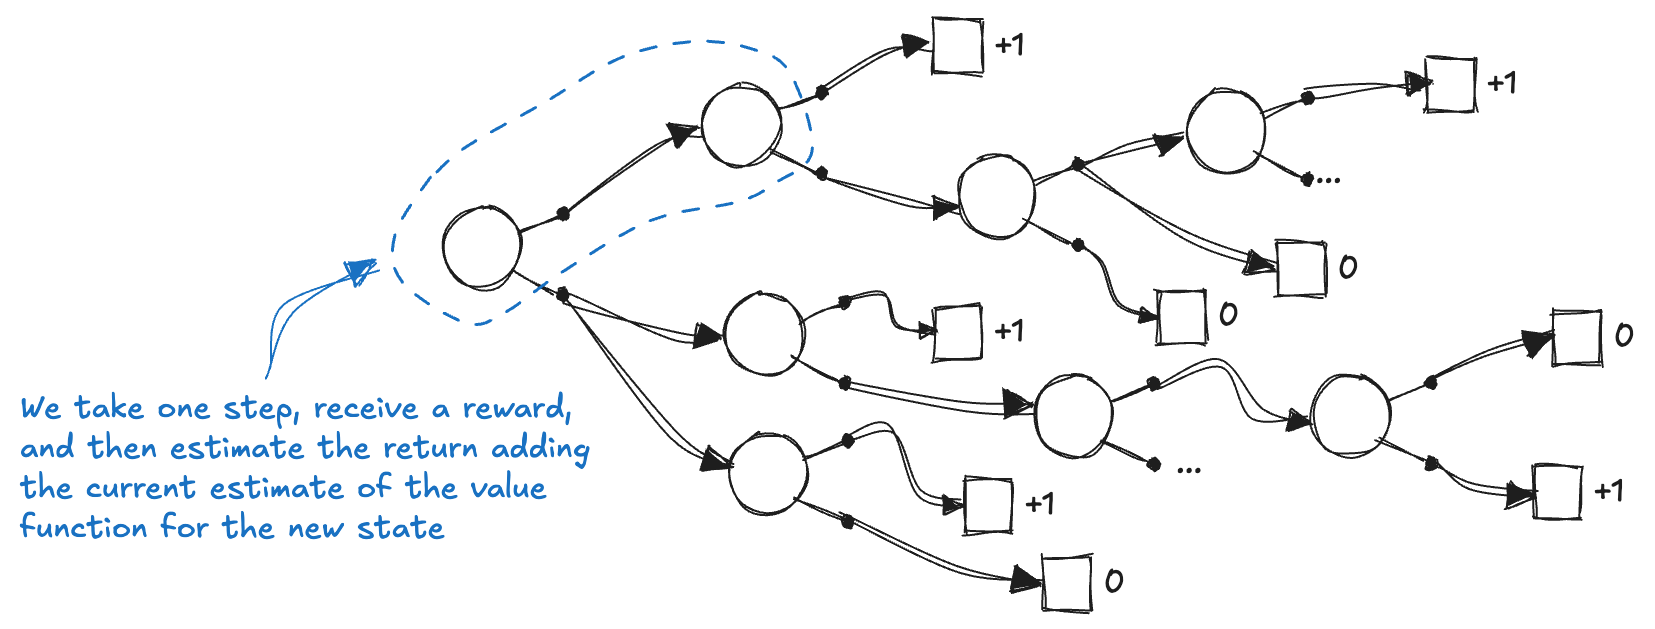 +1
+1
0
0
+1
0
We take one step, receive a reward,
and then estimate the return adding
the current estimate of the value
function for the new state
...
...
+1
+1
0